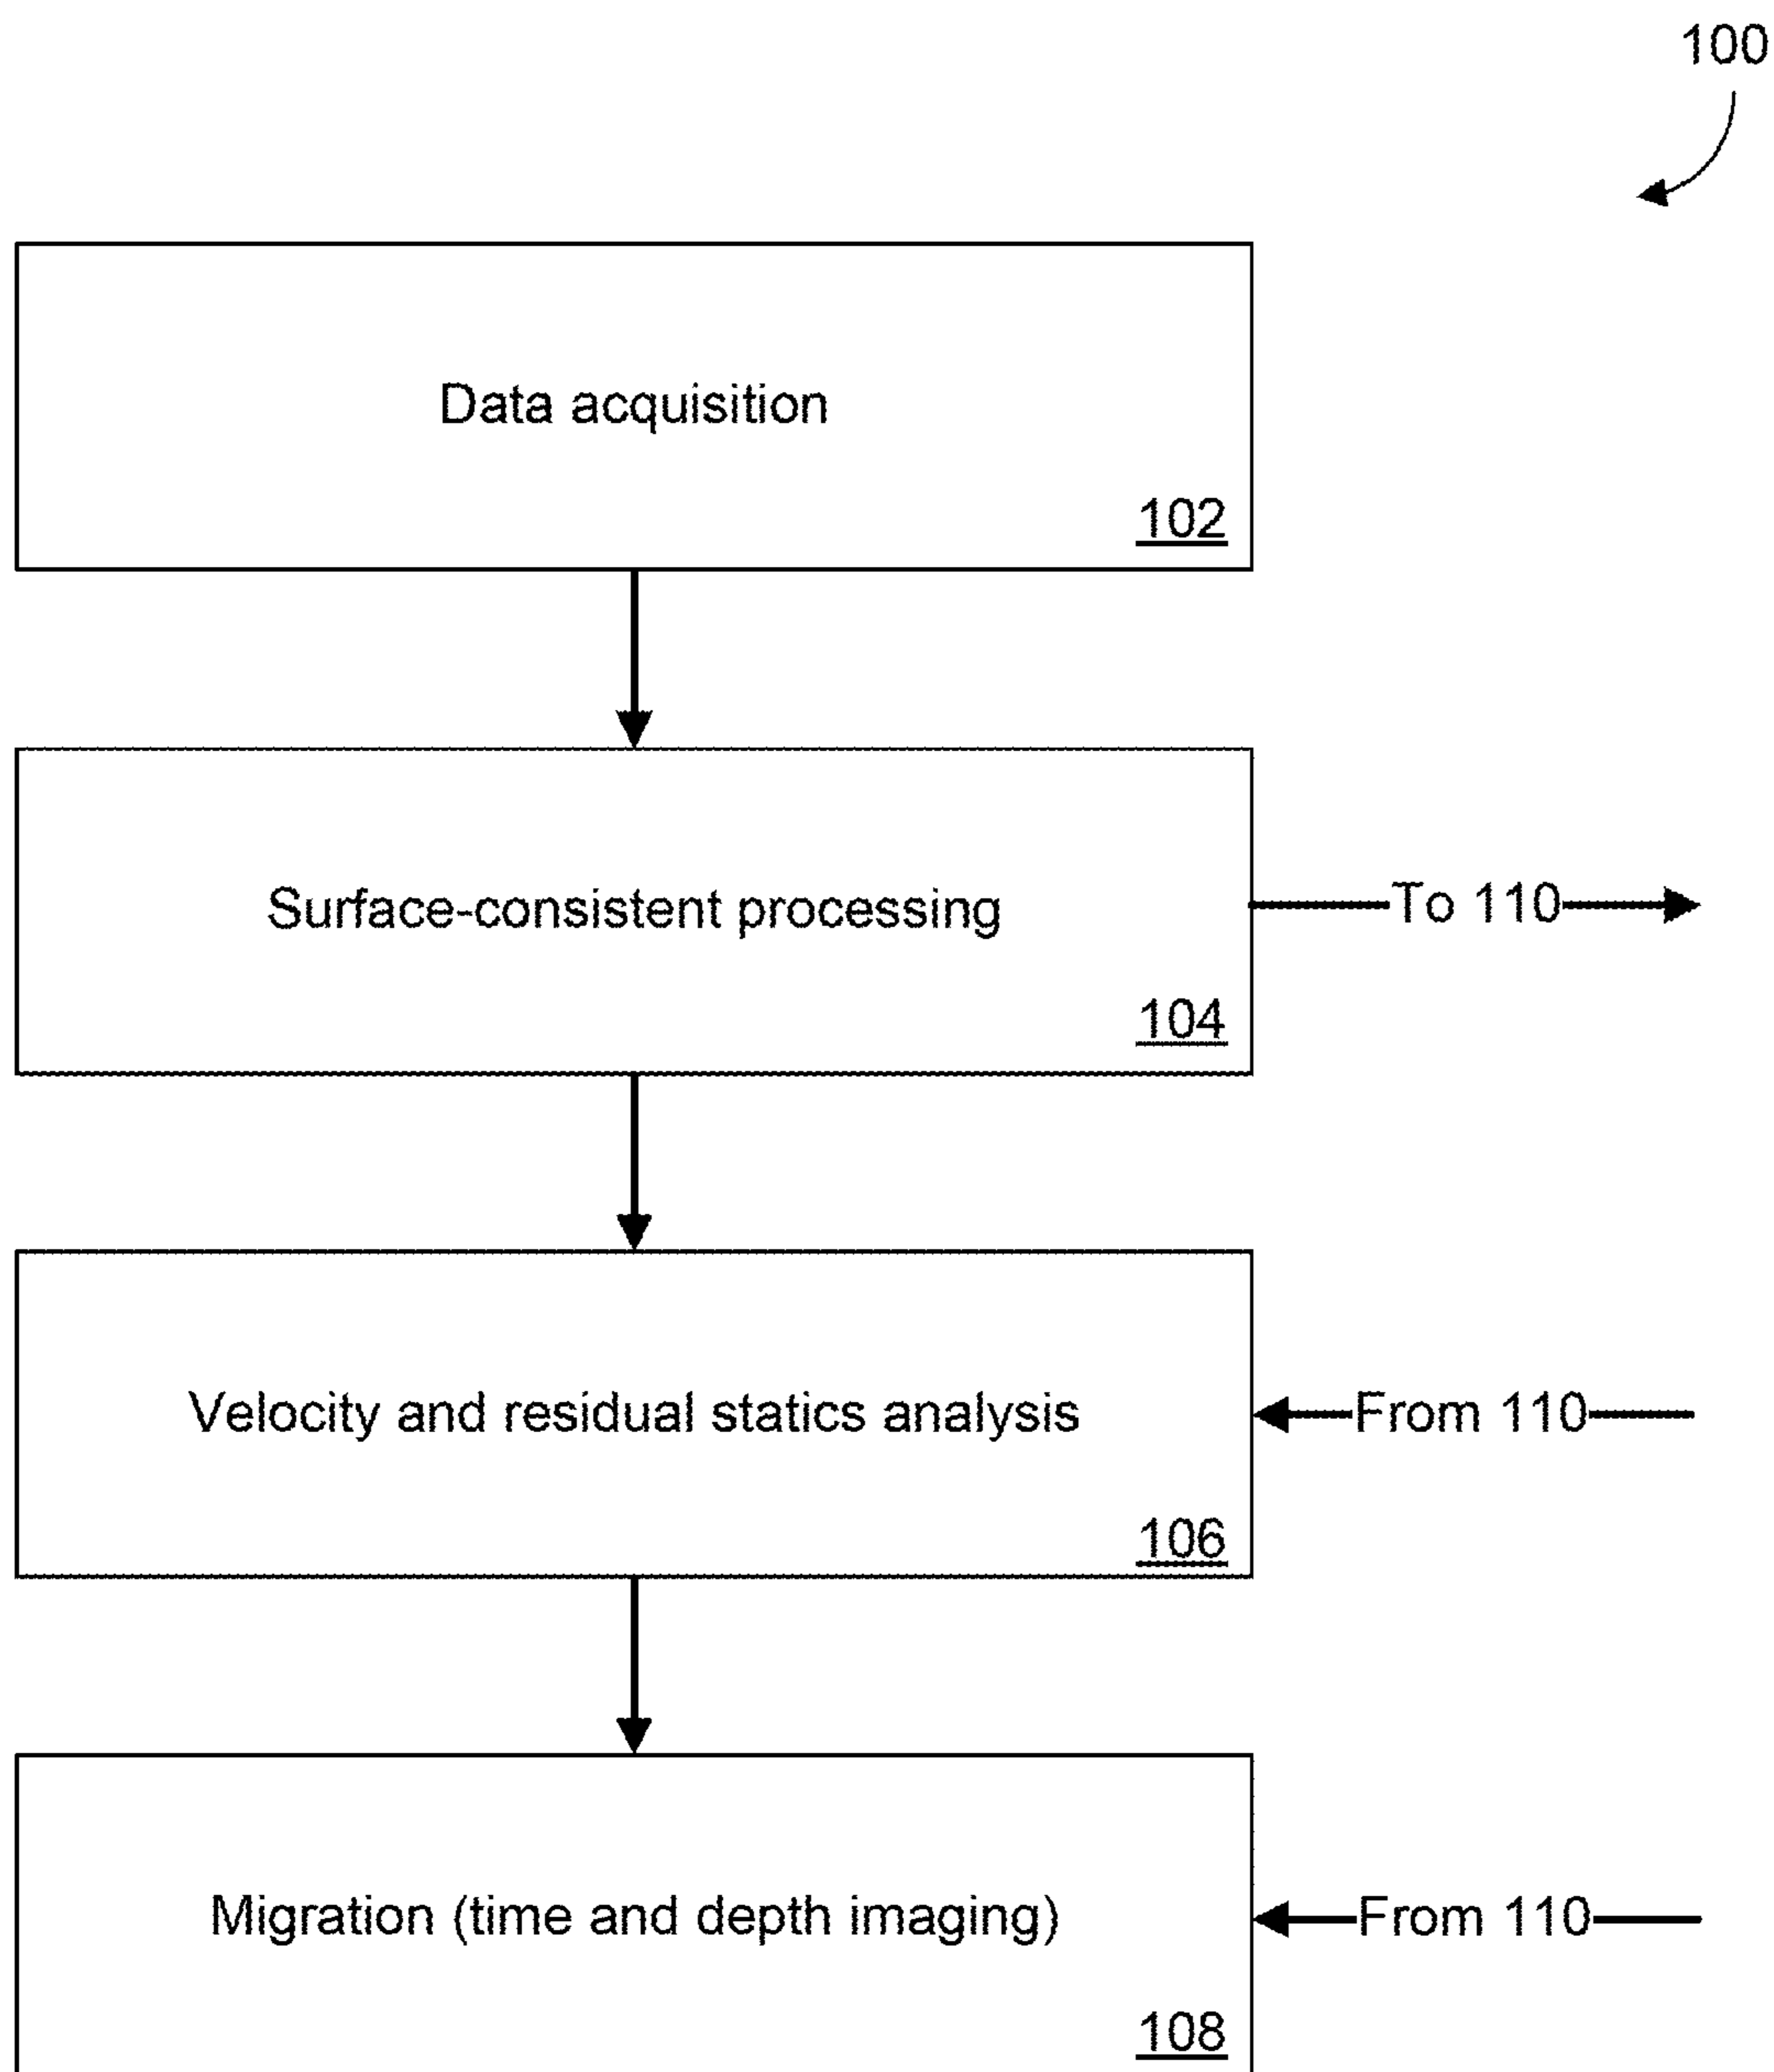 100
Data acquisition
102
Surface-consistent processing
To 110
104
Velocity and residual statics analysis
From 110
106
Migration (time and depth imaging)
From 110
108